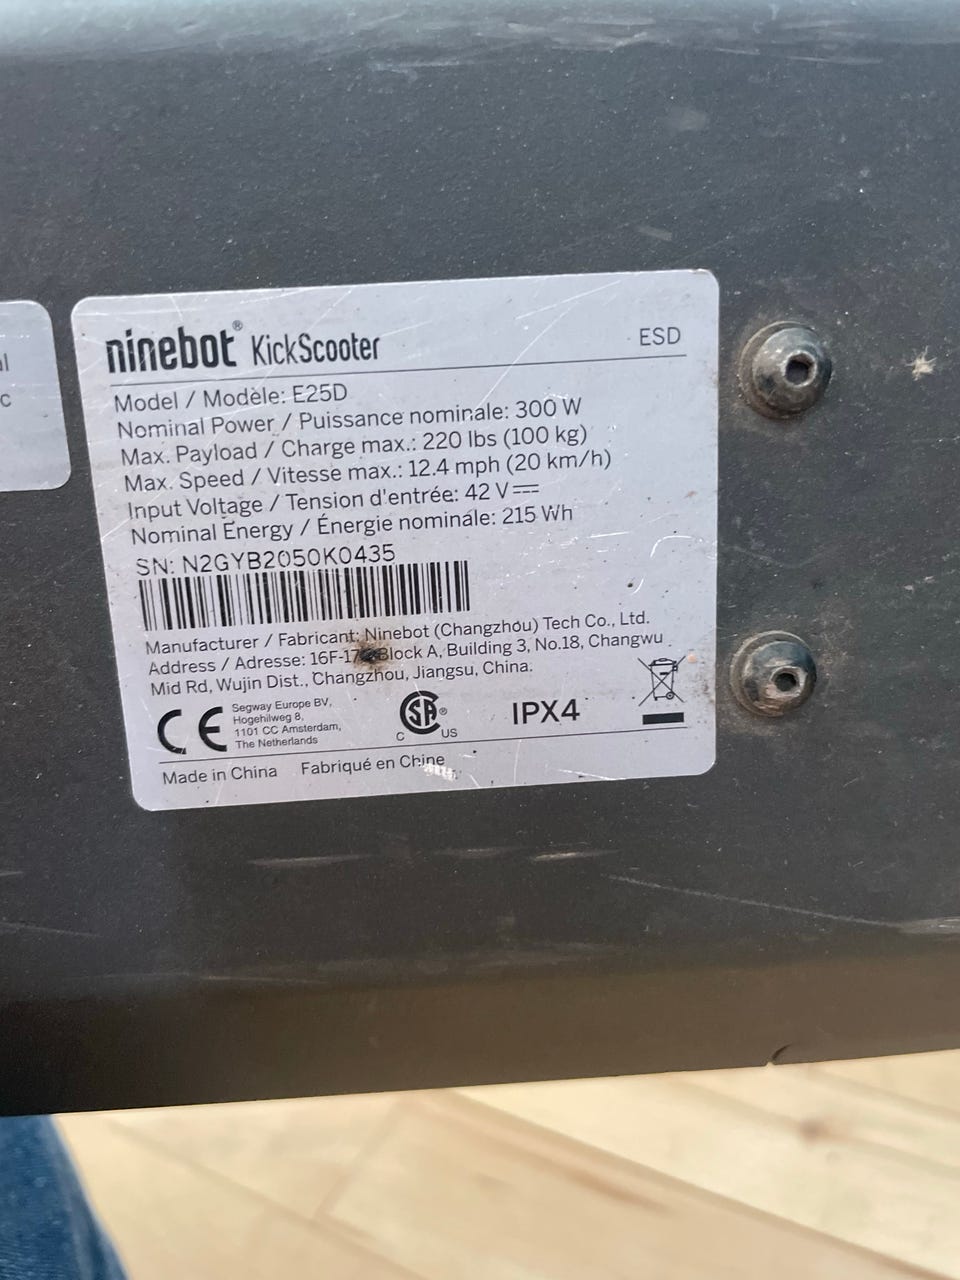 al
c
ninebot® KickScooter ESD
Model / Modèle: E25D
Nominal Power / Puissance nominale: 300 W
Max. Payload / Charge max.: 220 lbs (100 kg)
Max. Speed / Vitesse max.: 12.4 mph (20 km/h)
Input Voltage / Tension d'entrée: 42 V⎓
Nominal Energy / Énergie nominale: 215 Wh
SN: N2GYB2050K0435
Manufacturer / Fabricant: Ninebot (Changzhou) Tech Co., Ltd.
Address / Adresse: 16F-17 Block A, Building 3, No.18, Changwu
Mid Rd, Wujin Dist., Changzhou, Jiangsu, China.
CE
Segway Europe BV,
Hogehilweg 8,
1101 CC Amsterdam,
The Netherlands
C SA® US
IPX4
Made in China Fabriqué en Chine